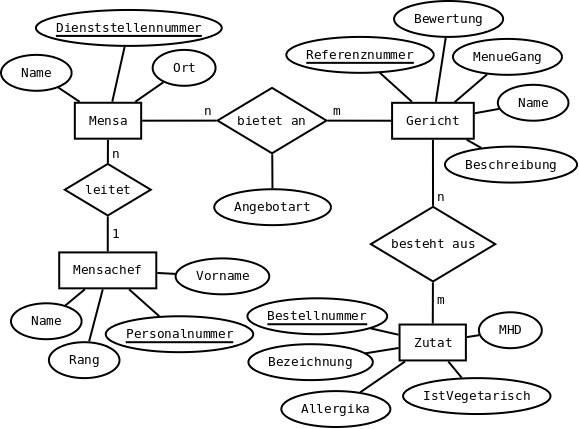 Bewertung
Dienststellennummer
Referenznummer
MenueGang
Name
Ort
Name
n
m
Mensa
bietet an
Gericht
n
Beschreibung
leitet
n
Angebotart
1
besteht aus
Mensachef
Vorname
m
Name
Personalnummer
Bestellnummer
MHD
Zutat
Rang
Bezeichnung
IstVegetarisch
Allergika